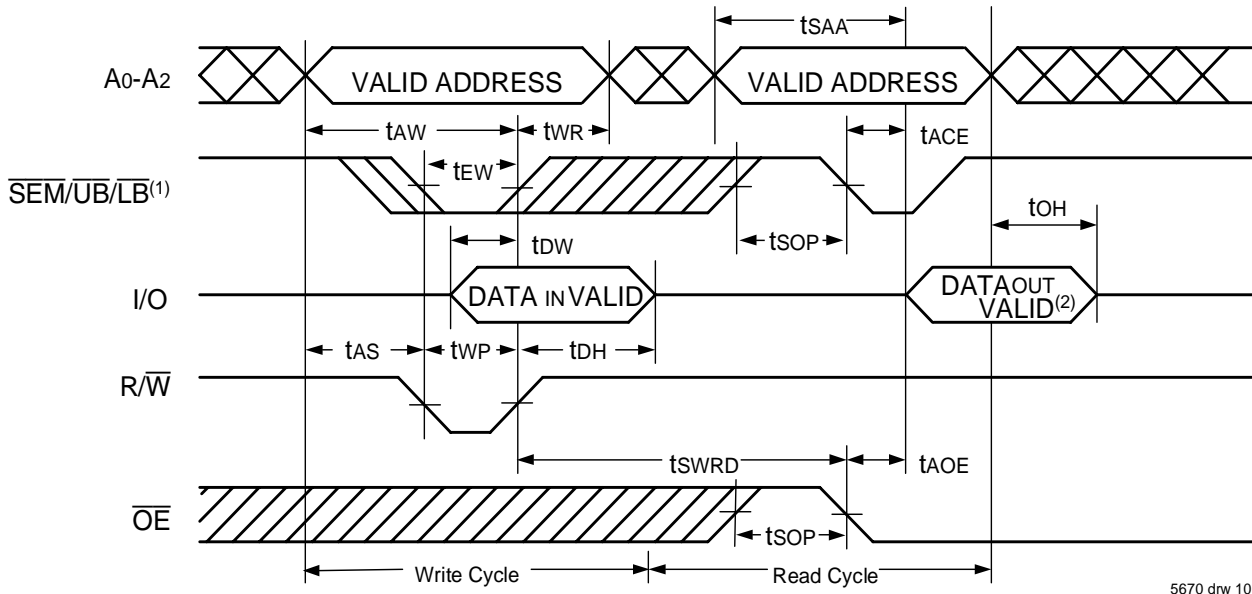 tSAA
A0-A2 VALID ADDRESS VALID ADDRESS
tAW tWR tACE
tEW
SEM/UB/LB(1)
tSOP tOH
tDW
I/O DATA IN VALID DATAOUT
VALID(2)
tAS tWP tDH
R/W
tSWRD tAOE
OE
tSOP
Write Cycle Read Cycle
5670 drw 10